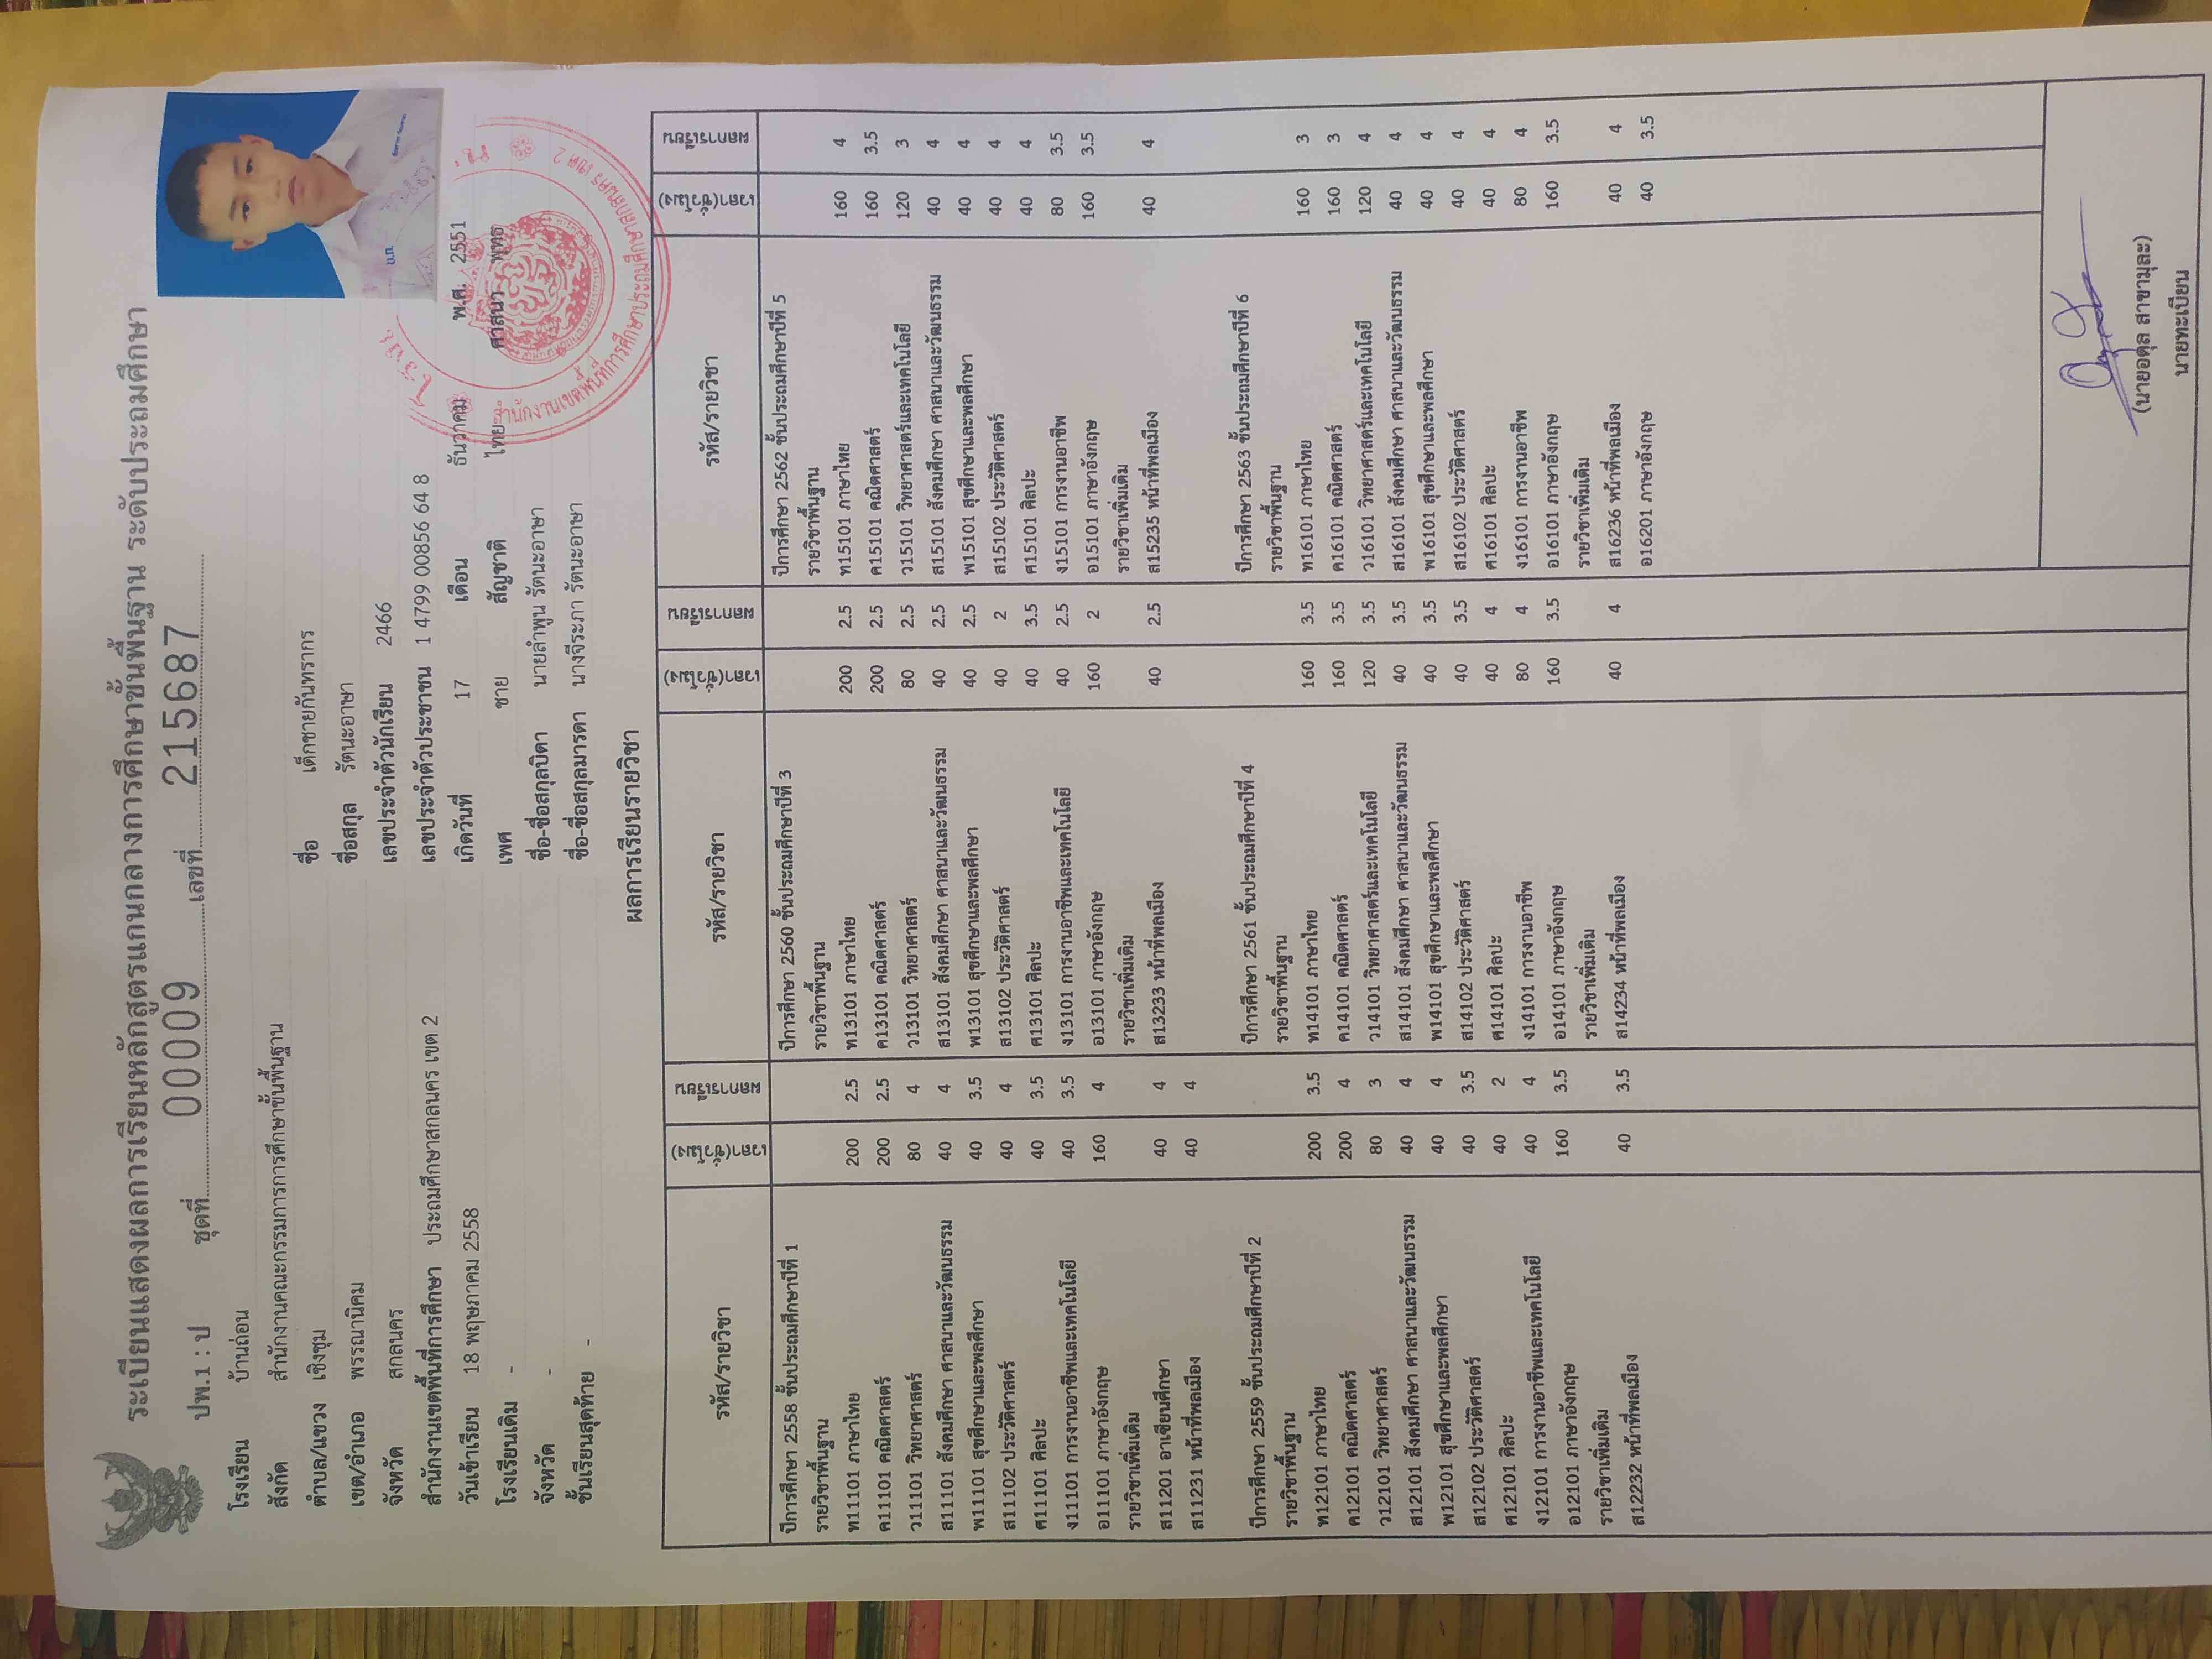 ระเบียนแสดงผลการเรียนหลักสูตรแกนกลางการศึกษาขั้นพื้นฐาน ระดับประถมศึกษา
ปพ.1 : ป ชุดที่ 00009 เลขที่ 215687
โรงเรียน บ้านถ่อน
สังกัด สำนักงานคณะกรรมการการศึกษาขั้นพื้นฐาน
ตำบล/แขวง เชิงชุม
เขต/อำเภอ พรรณานิคม
จังหวัด สกลนคร
สำนักงานเขตพื้นที่การศึกษา ประถมศึกษาสกลนคร เขต 2
วันเข้าเรียน 18 พฤษภาคม 2558
โรงเรียนเดิม -
จังหวัด -
ชั้นเรียนสุดท้าย -
ชื่อ เด็กชายกันทรากร
ชื่อสกุล รัตนะอาษา
เลขประจำตัวนักเรียน 2466
เลขประจำตัวประชาชน 1 4799 00856 64 8
เกิดวันที่ 17 เดือน ธันวาคม พ.ศ. 2551
เพศ ชาย สัญชาติ ไทย ศาสนา พุทธ
ชื่อ-ชื่อสกุลบิดา นายลำพูน รัตนะอาษา
ชื่อ-ชื่อสกุลมารดา นางจีระภา รัตนะอาษา
สำนักงานเขตพื้นที่การศึกษาประถมศึกษาสกลนคร เขต 2
ผลการเรียนรายวิชา
รหัส/รายวิชา เวลา(ชั่วโมง) ผลการเรียน
ปีการศึกษา 2558 ชั้นประถมศึกษาปีที่ 1
รายวิชาพื้นฐาน
ท11101 ภาษาไทย 200 2.5
ค11101 คณิตศาสตร์ 200 2.5
ว11101 วิทยาศาสตร์ 80 4
ส11101 สังคมศึกษา ศาสนาและวัฒนธรรม 40 4
พ11101 สุขศึกษาและพลศึกษา 40 3.5
ส11102 ประวัติศาสตร์ 40 4
ศ11101 ศิลปะ 40 3.5
ง11101 การงานอาชีพและเทคโนโลยี 40 3.5
อ11101 ภาษาอังกฤษ 160 4
รายวิชาเพิ่มเติม
ส11201 อาเซียนศึกษา 40 4
ส11231 หน้าที่พลเมือง 40 4
ปีการศึกษา 2559 ชั้นประถมศึกษาปีที่ 2
รายวิชาพื้นฐาน
ท12101 ภาษาไทย 200 3.5
ค12101 คณิตศาสตร์ 200 4
ว12101 วิทยาศาสตร์ 80 3
ส12101 สังคมศึกษา ศาสนาและวัฒนธรรม 40 4
พ12101 สุขศึกษาและพลศึกษา 40 4
ส12102 ประวัติศาสตร์ 40 3.5
ศ12101 ศิลปะ 40 2
ง12101 การงานอาชีพและเทคโนโลยี 40 4
อ12101 ภาษาอังกฤษ 160 3.5
รายวิชาเพิ่มเติม
ส12232 หน้าที่พลเมือง 40 3.5
รหัส/รายวิชา เวลา(ชั่วโมง) ผลการเรียน
ปีการศึกษา 2560 ชั้นประถมศึกษาปีที่ 3
รายวิชาพื้นฐาน
ท13101 ภาษาไทย 200 2.5
ค13101 คณิตศาสตร์ 200 2.5
ว13101 วิทยาศาสตร์ 80 2.5
ส13101 สังคมศึกษา ศาสนาและวัฒนธรรม 40 2.5
พ13101 สุขศึกษาและพลศึกษา 40 2.5
ส13102 ประวัติศาสตร์ 40 2
ศ13101 ศิลปะ 40 3.5
ง13101 การงานอาชีพและเทคโนโลยี 40 2.5
อ13101 ภาษาอังกฤษ 160 2
รายวิชาเพิ่มเติม
ส13233 หน้าที่พลเมือง 40 2.5
ปีการศึกษา 2561 ชั้นประถมศึกษาปีที่ 4
รายวิชาพื้นฐาน
ท14101 ภาษาไทย 160 3.5
ค14101 คณิตศาสตร์ 160 3.5
ว14101 วิทยาศาสตร์และเทคโนโลยี 120 3.5
ส14101 สังคมศึกษา ศาสนาและวัฒนธรรม 40 3.5
พ14101 สุขศึกษาและพลศึกษา 40 3.5
ส14102 ประวัติศาสตร์ 40 3.5
ศ14101 ศิลปะ 40 4
ง14101 การงานอาชีพ 80 4
อ14101 ภาษาอังกฤษ 160 3.5
รายวิชาเพิ่มเติม
ส14234 หน้าที่พลเมือง 40 4
รหัส/รายวิชา เวลา(ชั่วโมง) ผลการเรียน
ปีการศึกษา 2562 ชั้นประถมศึกษาปีที่ 5
รายวิชาพื้นฐาน
ท15101 ภาษาไทย 160 4
ค15101 คณิตศาสตร์ 160 3.5
ว15101 วิทยาศาสตร์และเทคโนโลยี 120 3
ส15101 สังคมศึกษา ศาสนาและวัฒนธรรม 40 4
พ15101 สุขศึกษาและพลศึกษา 40 4
ส15102 ประวัติศาสตร์ 40 4
ศ15101 ศิลปะ 40 4
ง15101 การงานอาชีพ 80 3.5
อ15101 ภาษาอังกฤษ 160 3.5
รายวิชาเพิ่มเติม
ส15235 หน้าที่พลเมือง 40 4
ปีการศึกษา 2563 ชั้นประถมศึกษาปีที่ 6
รายวิชาพื้นฐาน
ท16101 ภาษาไทย 160 3
ค16101 คณิตศาสตร์ 160 3
ว16101 วิทยาศาสตร์และเทคโนโลยี 120 4
ส16101 สังคมศึกษา ศาสนาและวัฒนธรรม 40 4
พ16101 สุขศึกษาและพลศึกษา 40 4
ส16102 ประวัติศาสตร์ 40 4
ศ16101 ศิลปะ 40 4
ง16101 การงานอาชีพ 80 4
อ16101 ภาษาอังกฤษ 160 3.5
รายวิชาเพิ่มเติม
ส16236 หน้าที่พลเมือง 40 4
อ16201 ภาษาอังกฤษ 40 3.5
(นายอดุล สาขามุละ)
นายทะเบียน